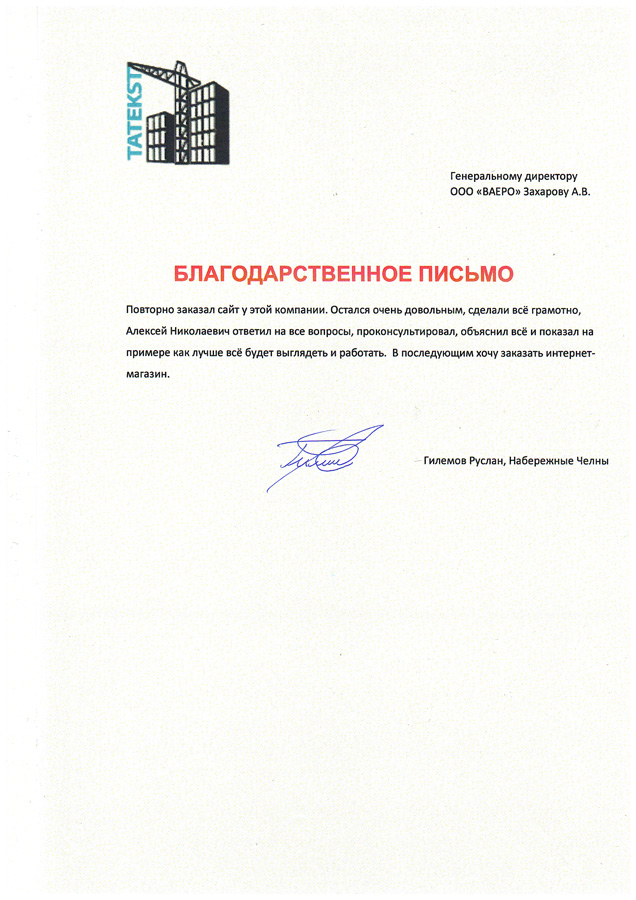 TATEKST
Генеральному директору
ООО «ВАЕРО» Захарову А.В.
БЛАГОДАРСТВЕННОЕ ПИСЬМО
Повторно заказал сайт у этой компании. Остался очень довольным, сделали всё грамотно,
Алексей Николаевич ответил на все вопросы, проконсультировал, объяснил всё и показал на
примере как лучше всё будет выглядеть и работать. В последующим хочу заказать интернет-
магазин.
Гилемов Руслан, Набережные Челны